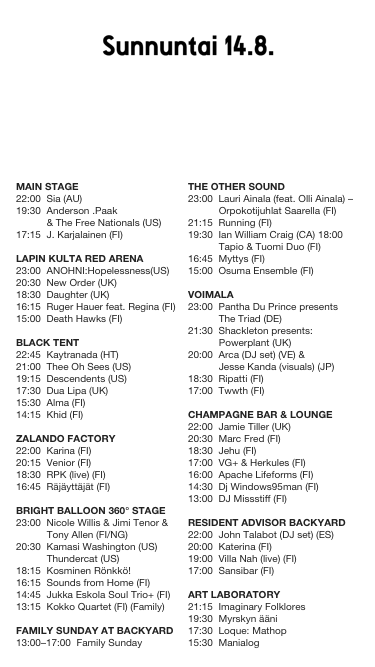 Sunnuntai 14.8.
MAIN STAGE
22:00 Sia (AU)
19:30 Anderson .Paak
& The Free Nationals (US)
17:15 J. Karjalainen (FI)
LAPIN KULTA RED ARENA
23:00 ANOHNI:Hopelessness(US)
20:30 New Order (UK)
18:30 Daughter (UK)
16:15 Ruger Hauer feat. Regina (FI)
15:00 Death Hawks (FI)
BLACK TENT
22:45 Kaytranada (HT)
21:00 Thee Oh Sees (US)
19:15 Descendents (US)
17:30 Dua Lipa (UK)
15:30 Alma (FI)
14:15 Khid (FI)
ZALANDO FACTORY
22:00 Karina (FI)
20:15 Venior (FI)
18:30 RPK (live) (FI)
16:45 Räjäyttäjät (FI)
BRIGHT BALLOON 360° STAGE
23:00 Nicole Willis & Jimi Tenor &
Tony Allen (FI/NG)
20:30 Kamasi Washington (US)
Thundercat (US)
18:15 Kosminen Rönkkö!
16:15 Sounds from Home (FI)
14:45 Jukka Eskola Soul Trio+ (FI)
13:15 Kokko Quartet (FI) (Family)
FAMILY SUNDAY AT BACKYARD
13:00–17:00 Family Sunday
THE OTHER SOUND
23:00 Lauri Ainala (feat. Olli Ainala) –
Orpokotijuhlat Saarella (FI)
21:15 Running (FI)
19:30 Ian William Craig (CA) 18:00
Tapio & Tuomi Duo (FI)
16:45 Myttys (FI)
15:00 Osuma Ensemble (FI)
VOIMALA
23:00 Pantha Du Prince presents
The Triad (DE)
21:30 Shackleton presents:
Powerplant (UK)
20:00 Arca (DJ set) (VE) &
Jesse Kanda (visuals) (JP)
18:30 Ripatti (FI)
17:00 Twwth (FI)
CHAMPAGNE BAR & LOUNGE
22:00 Jamie Tiller (UK)
20:30 Marc Fred (FI)
18:30 Jehu (FI)
17:00 VG+ & Herkules (FI)
16:00 Apache Lifeforms (FI)
14:30 Dj Windows95man (FI)
13:00 DJ Missstiff (FI)
RESIDENT ADVISOR BACKYARD
22:00 John Talabot (DJ set) (ES)
20:00 Katerina (FI)
19:00 Villa Nah (live) (FI)
17:00 Sansibar (FI)
ART LABORATORY
21:15 Imaginary Folklores
19:30 Myrskyn ääni
17:30 Loque: Mathop
15:30 Manialog